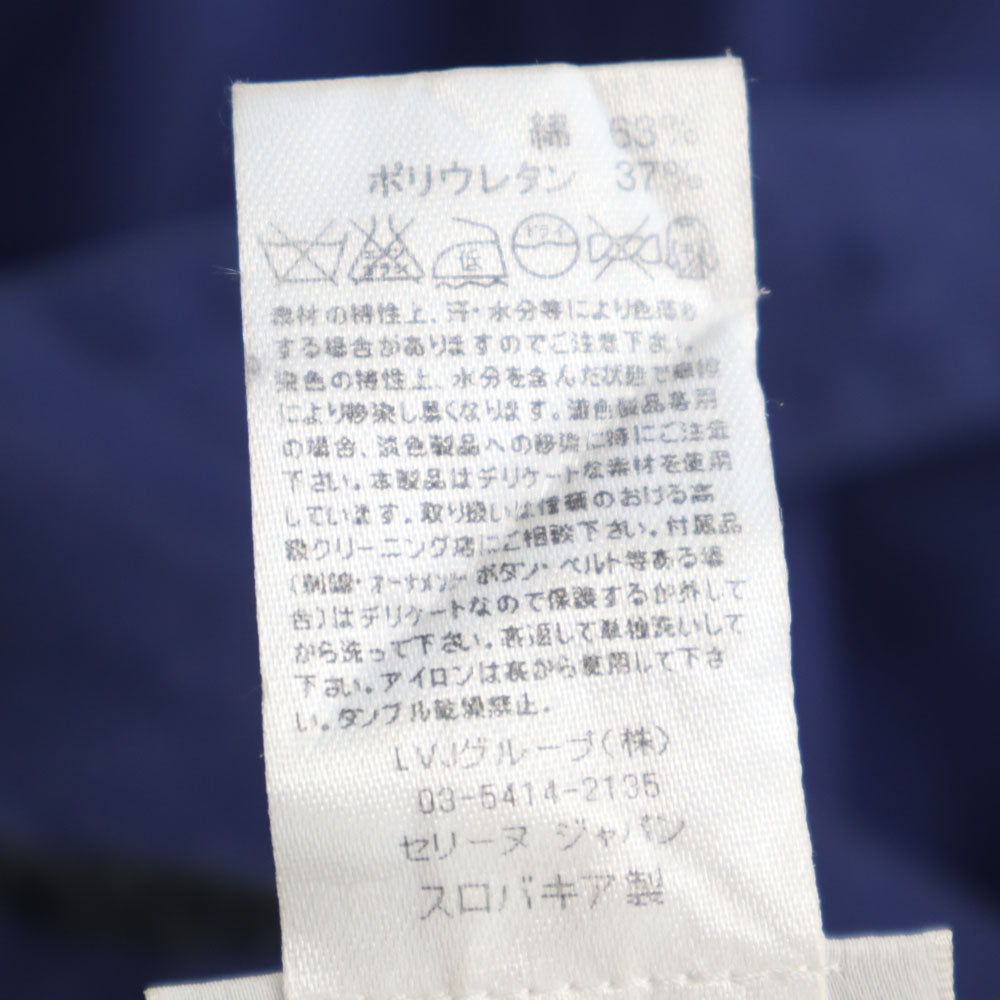 綿 63%
ポリウレタン 37%
低 ドライ
素材の特性上、汗・水分等により色落ち
する場合がありますのでご注意下さい。
染色の特性上、水分を含んだ状態で摩擦
により移染し易くなります。濃色製品着用
の場合、淡色製品への移染に特にご注意
下さい。本製品はデリケートな素材を使用
しています。取り扱いは信頼のおける高
級クリーニング店にご相談下さい。付属品
(刺繍・オーナメント ボタン・ベルト等ある場
合)はデリケートなので保護するか外して
から洗って下さい。裏返して単独洗いして
下さい。アイロンは裏から使用して下さ
い。タンブル乾燥禁止.
LVJグループ(株)
03-5414-2135
セリーヌ ジャパン
スロバキア製